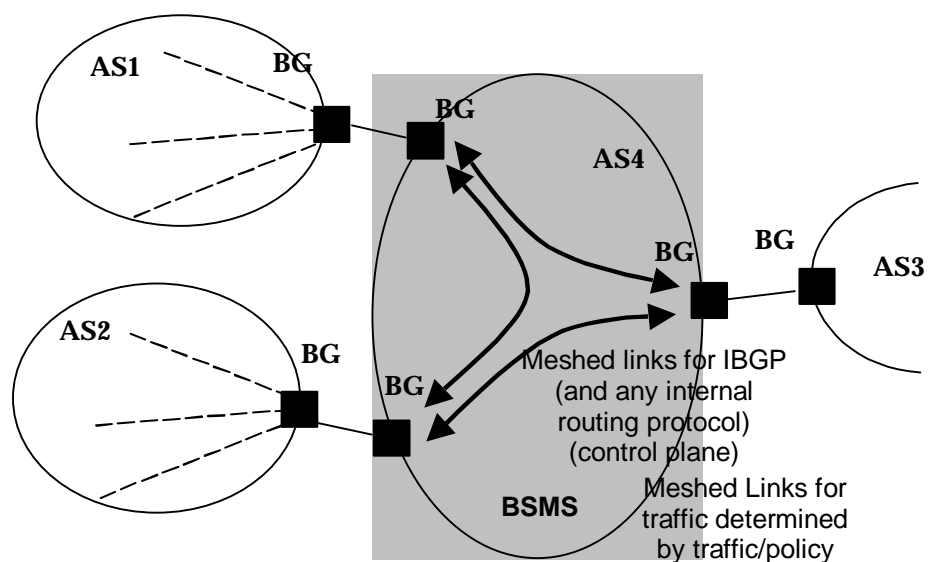 AS1
BG
BG
AS4
BG
BG
AS3
AS2
BG
BG
Meshed links for IBGP
(and any internal
routing protocol)
(control plane)
BSMS
Meshed Links for
traffic determined
by traffic/policy